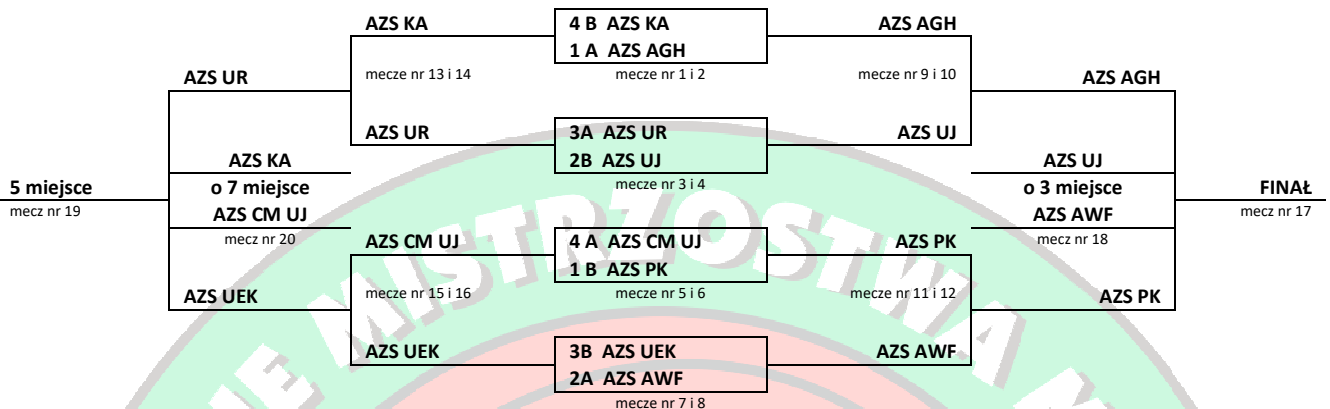 AZS KA 4 B AZS KA AZS AGH
1 A AZS AGH
AZS UR mecze nr 13 i 14 mecze nr 1 i 2 mecze nr 9 i 10 AZS AGH
AZS UR 3A AZS UR AZS UJ
AZS KA 2B AZS UJ AZS UJ
5 miejsce o 7 miejsce mecze nr 3 i 4 o 3 miejsce FINAŁ
mecz nr 19 AZS CM UJ AZS AWF mecz nr 17
mecz nr 20 AZS CM UJ 4 A AZS CM UJ AZS PK mecz nr 18
1 B AZS PK
AZS UEK mecze nr 15 i 16 mecze nr 5 i 6 mecze nr 11 i 12 AZS PK
AZS UEK 3B AZS UEK AZS AWF
2A AZS AWF
mecze nr 7 i 8
IE MISTRZOSTWA M